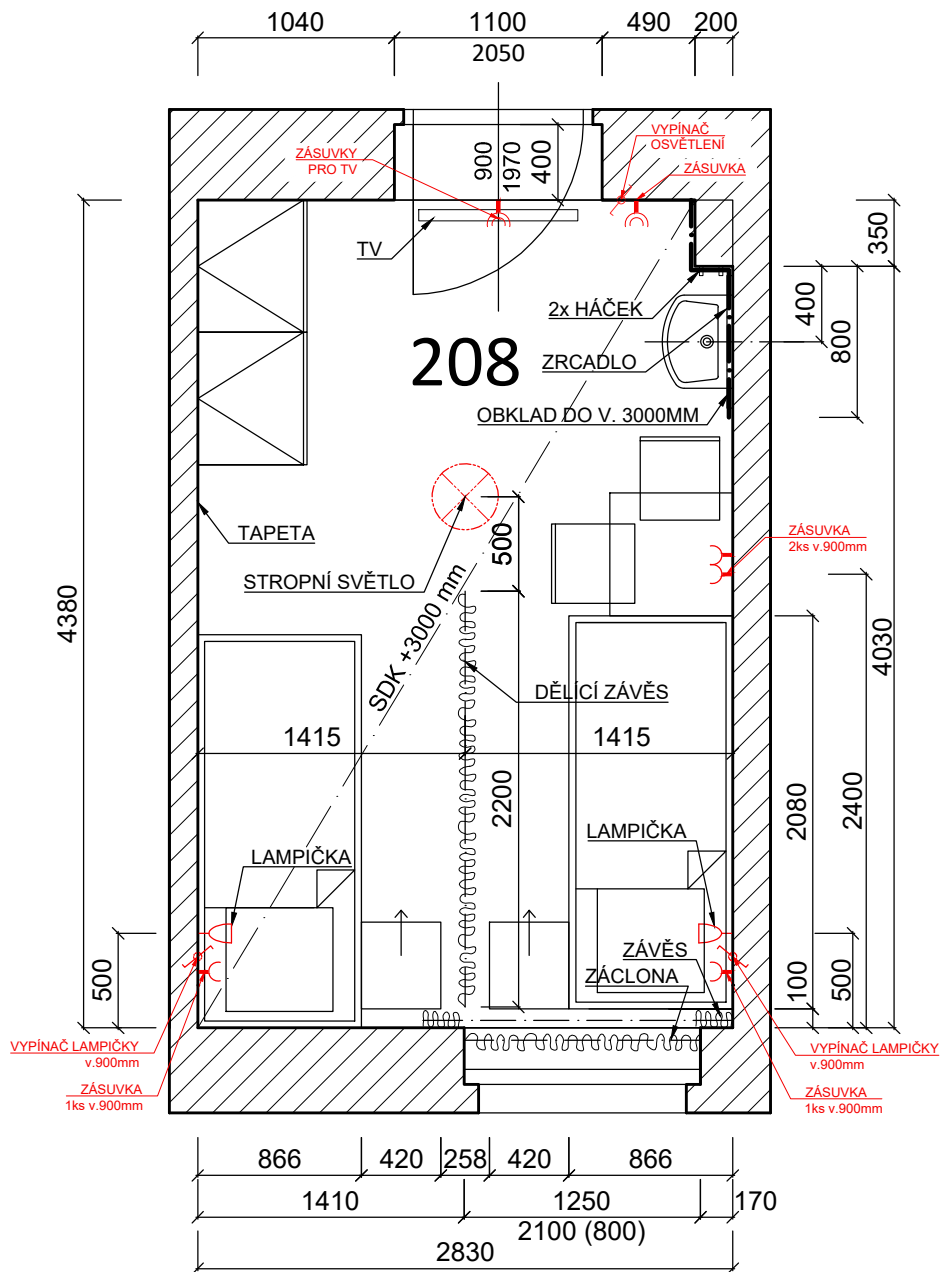 1040
1100
490
200
2050
ZÁSUVKY
PRO TV
900
1970
400
VYPÍNAČ
OSVĚTLENÍ
ZÁSUVKA
TV
350
2x HÁČEK
400
800
208
ZRCADLO
OBKLAD DO V. 3000MM
TAPETA
500
ZÁSUVKA
2ks v.900mm
STROPNÍ SVĚTLO
SDK +3000 mm
4380
4030
DĚLÍCÍ ZÁVĚS
1415
1415
2200
2080
2400
LAMPIČKA
LAMPIČKA
500
ZÁVĚS
ZÁCLONA
100
500
VYPÍNAČ LAMPIČKY
v.900mm
ZÁSUVKA
1ks v.900mm
VYPÍNAČ LAMPIČKY
v.900mm
ZÁSUVKA
1ks v.900mm
866
420
258
420
866
1410
1250
170
2100 (800)
2830